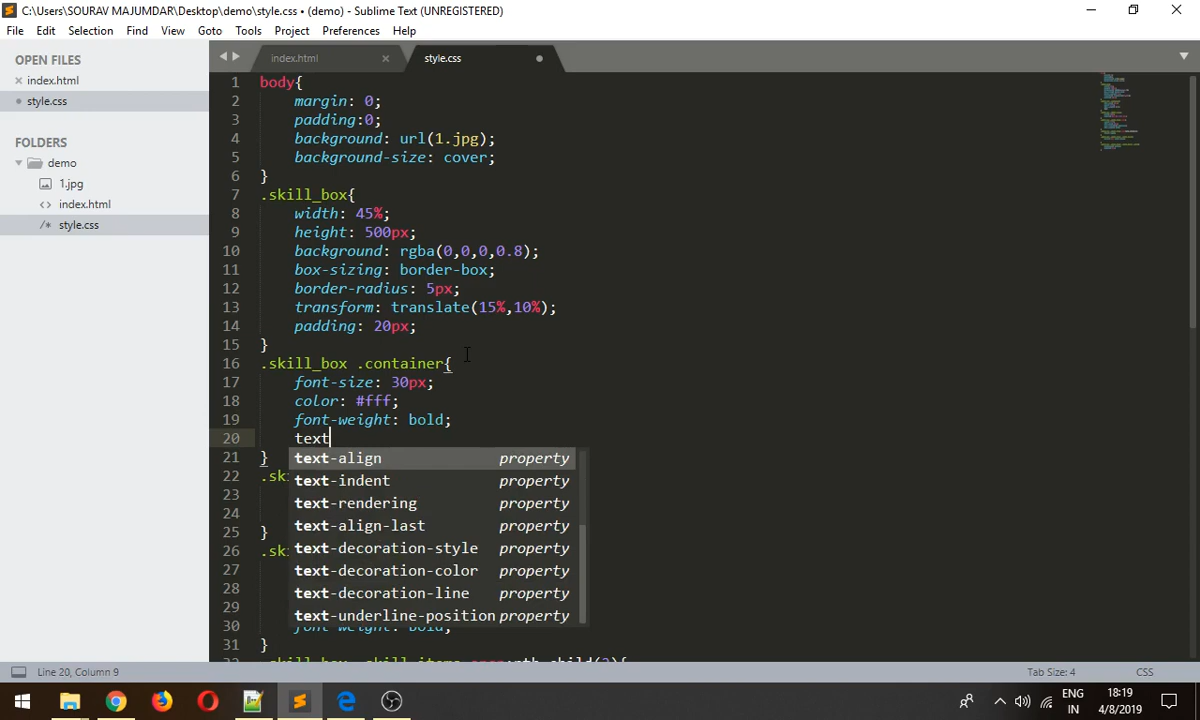 C:\Users\SOURAV MAJUMDAR\Desktop\demo\style.css • (demo) - Sublime Text (UNREGISTERED)
File Edit Selection Find View Goto Tools Project Preferences Help
OPEN FILES
× index.html
• style.css
FOLDERS
demo
1.jpg
<> index.html
/* style.css
index.html ×
style.css
1 body{
2 margin: 0;
3 padding:0;
4 background: url(1.jpg);
5 background-size: cover;
6 }
7 .skill_box{
8 width: 45%;
9 height: 500px;
10 background: rgba(0,0,0,0.8);
11 box-sizing: border-box;
12 border-radius: 5px;
13 transform: translate(15%,10%);
14 padding: 20px;
15 }
16 .skill_box .container{
17 font-size: 30px;
18 color: #fff;
19 font-weight: bold;
20 text
21 }
22 .ski
23
24
25 }
26 .ski
27
28
29
30 font-weight: bold;
31 }
text-align property
text-indent property
text-rendering property
text-align-last property
text-decoration-style property
text-decoration-color property
text-decoration-line property
text-underline-position property
Line 20, Column 9
Tab Size: 4
CSS
ENG
IN
18:19
4/8/2019